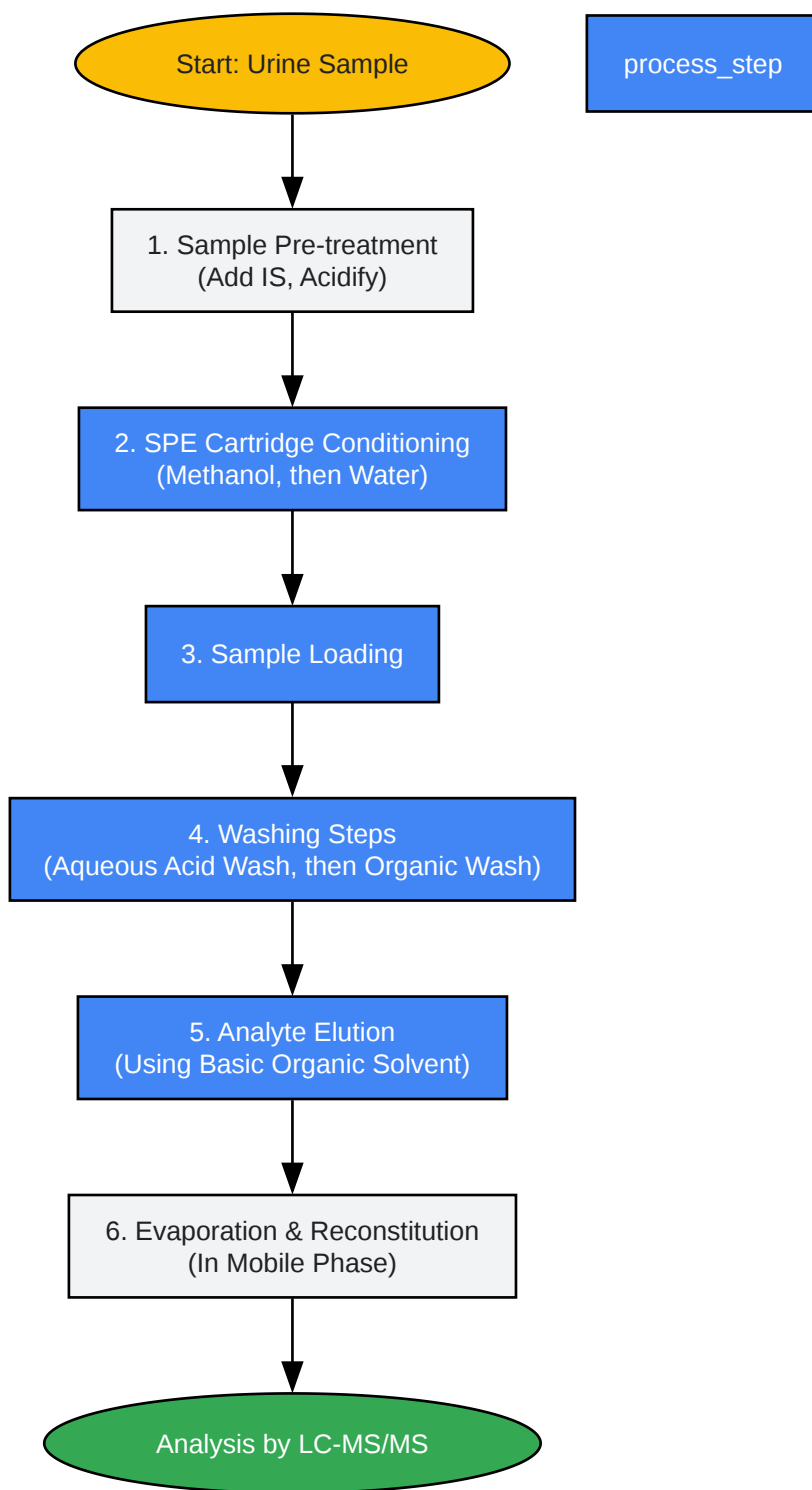 Start: Urine Sample
process_step
1. Sample Pre-treatment
(Add IS, Acidify)
2. SPE Cartridge Conditioning
(Methanol, then Water)
3. Sample Loading
4. Washing Steps
(Aqueous Acid Wash, then Organic Wash)
5. Analyte Elution
(Using Basic Organic Solvent)
6. Evaporation & Reconstitution
(In Mobile Phase)
Analysis by LC-MS/MS